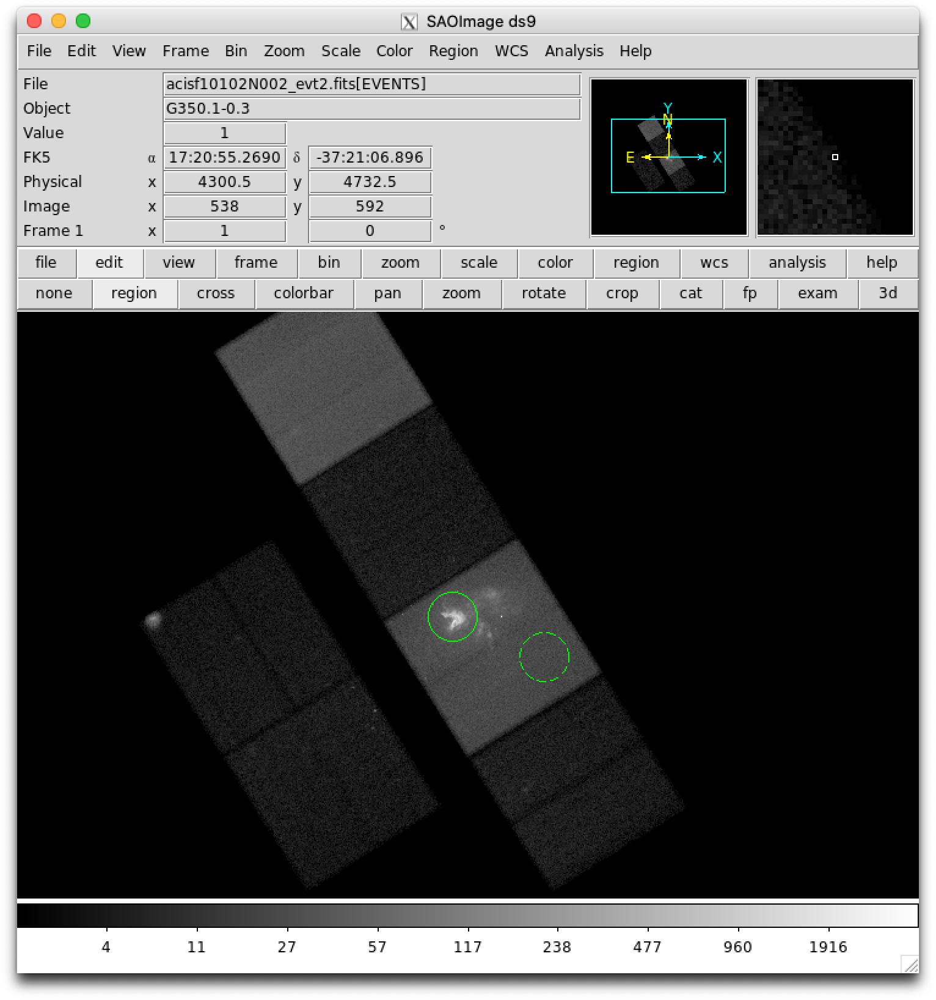 SAOImage ds9
File Edit View Frame Bin Zoom Scale Color Region WCS Analysis Help
File acisf10102N002_evt2.fits[EVENTS]
Object G350.1-0.3
Value 1
FK5 α 17:20:55.2690 δ -37:21:06.896
Physical x 4300.5 y 4732.5
Image x 538 y 592
Frame 1 x 1 0 °
Y
N
E X
file edit view frame bin zoom scale color region wcs analysis help
none region cross colorbar pan zoom rotate crop cat fp exam 3d
4 11 27 57 117 238 477 960 1916